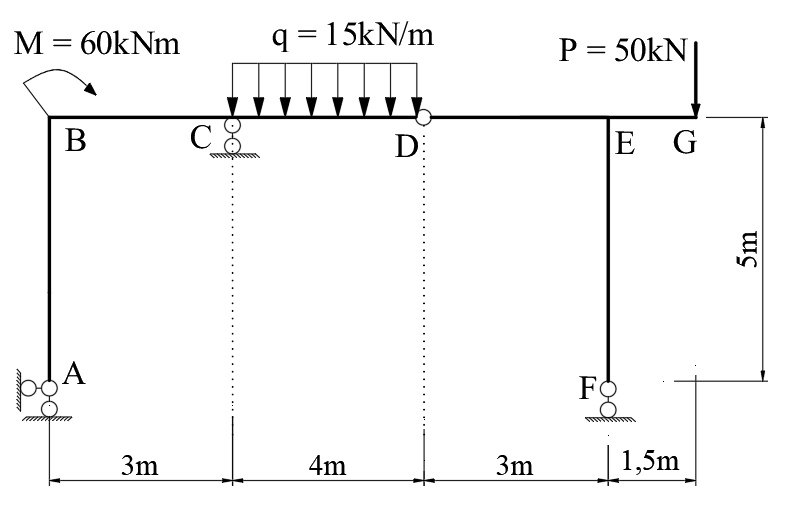 M = 60kNm
q = 15kN/m
P = 50kN
B
C
D
E
G
5m
A
F
3m
4m
3m
1,5m